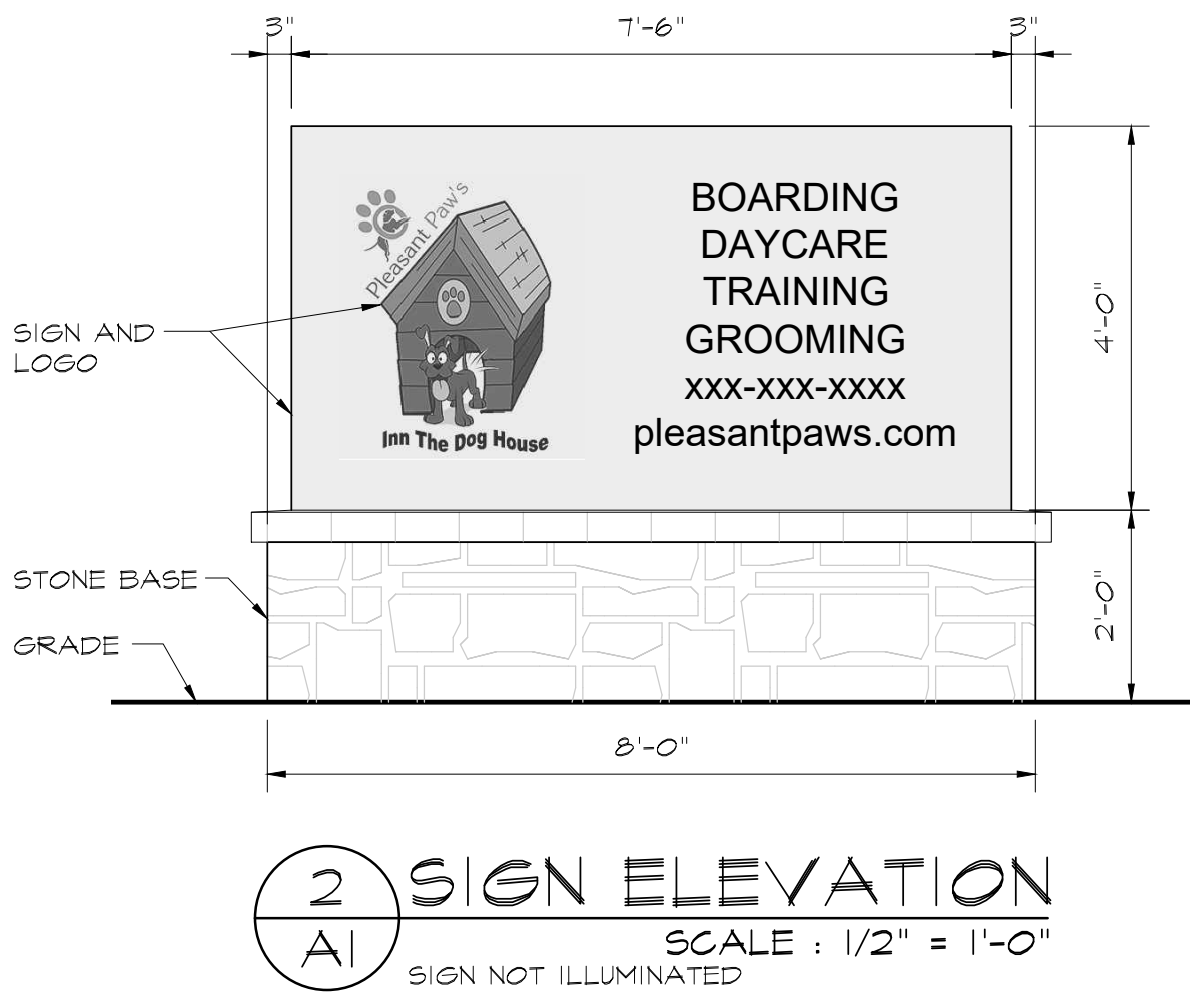 3"
7'-6"
3"
Pleasant Paw's
BOARDING
DAYCARE
TRAINING
GROOMING
xxx-xxx-xxxx
pleasantpaws.com
Inn The Dog House
SIGN AND
LOGO
4'-0"
STONE BASE
GRADE
2'-0"
8'-0"
2
A1
SIGN ELEVATION
SCALE : 1/2" = 1'-0"
SIGN NOT ILLUMINATED